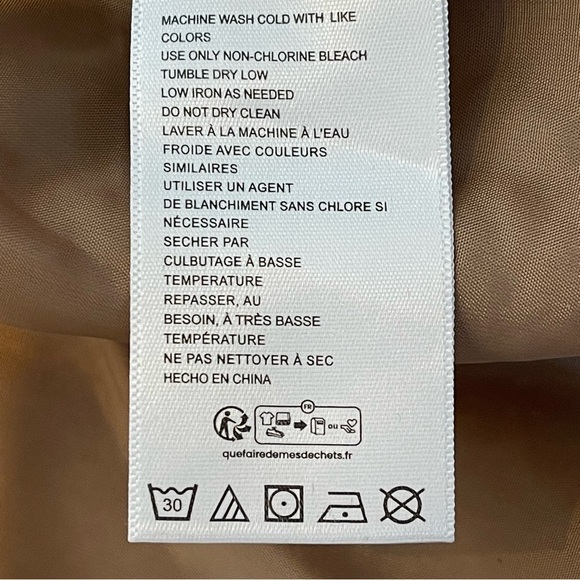 MACHINE WASH COLD WITH LIKE
COLORS
USE ONLY NON-CHLORINE BLEACH
TUMBLE DRY LOW
LOW IRON AS NEEDED
DO NOT DRY CLEAN
LAVER À LA MACHINE À L'EAU
FROIDE AVEC COULEURS
SIMILAIRES
UTILISER UN AGENT
DE BLANCHIMENT SANS CHLORE SI
NÉCESSAIRE
SECHER PAR
CULBUTAGE À BASSE
TEMPERATURE
REPASSER, AU
BESOIN, À TRÈS BASSE
TEMPÉRATURE
NE PAS NETTOYER À SEC
HECHO EN CHINA
FR
OU
quefairedemesdechets.fr
30